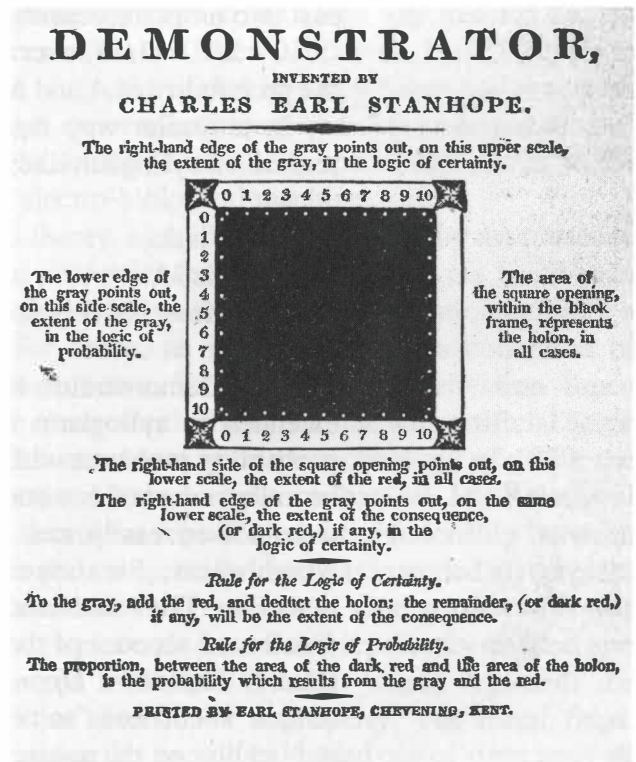 DEMONSTRATOR,
INVENTED BY
CHARLES EARL STANHOPE.
The right-hand edge of the gray points out, on this upper scale,
the extent of the gray, in the logic of certainty.
0 1 2 3 4 5 6 7 8 9 10
0
1
2
3
4
5
6
7
8
9
10
The lower edge of
the gray points out,
on this side scale, the
extent of the gray,
in the logic of
probability.
The area of
the square opening,
within the black
frame, represents
the holon, in
all cases.
0 1 2 3 4 5 6 7 8 9 10
The right-hand side of the square opening points out, on this
lower scale, the extent of the red, in all cases.
The right-hand edge of the gray points out, on the same
lower scale, the extent of the consequence,
(or dark red,) if any, in the
logic of certainty.
Rule for the Logic of Certainty.
To the gray, add the red, and deduct the holon: the remainder, (or dark red,)
if any, will be the extent of the consequence.
Rule for the Logic of Probability.
The proportion, between the area of the dark red and the area of the holon,
is the probability which results from the gray and the red.
PRINTED BY EARL STANHOPE, CHEVENING, KENT.